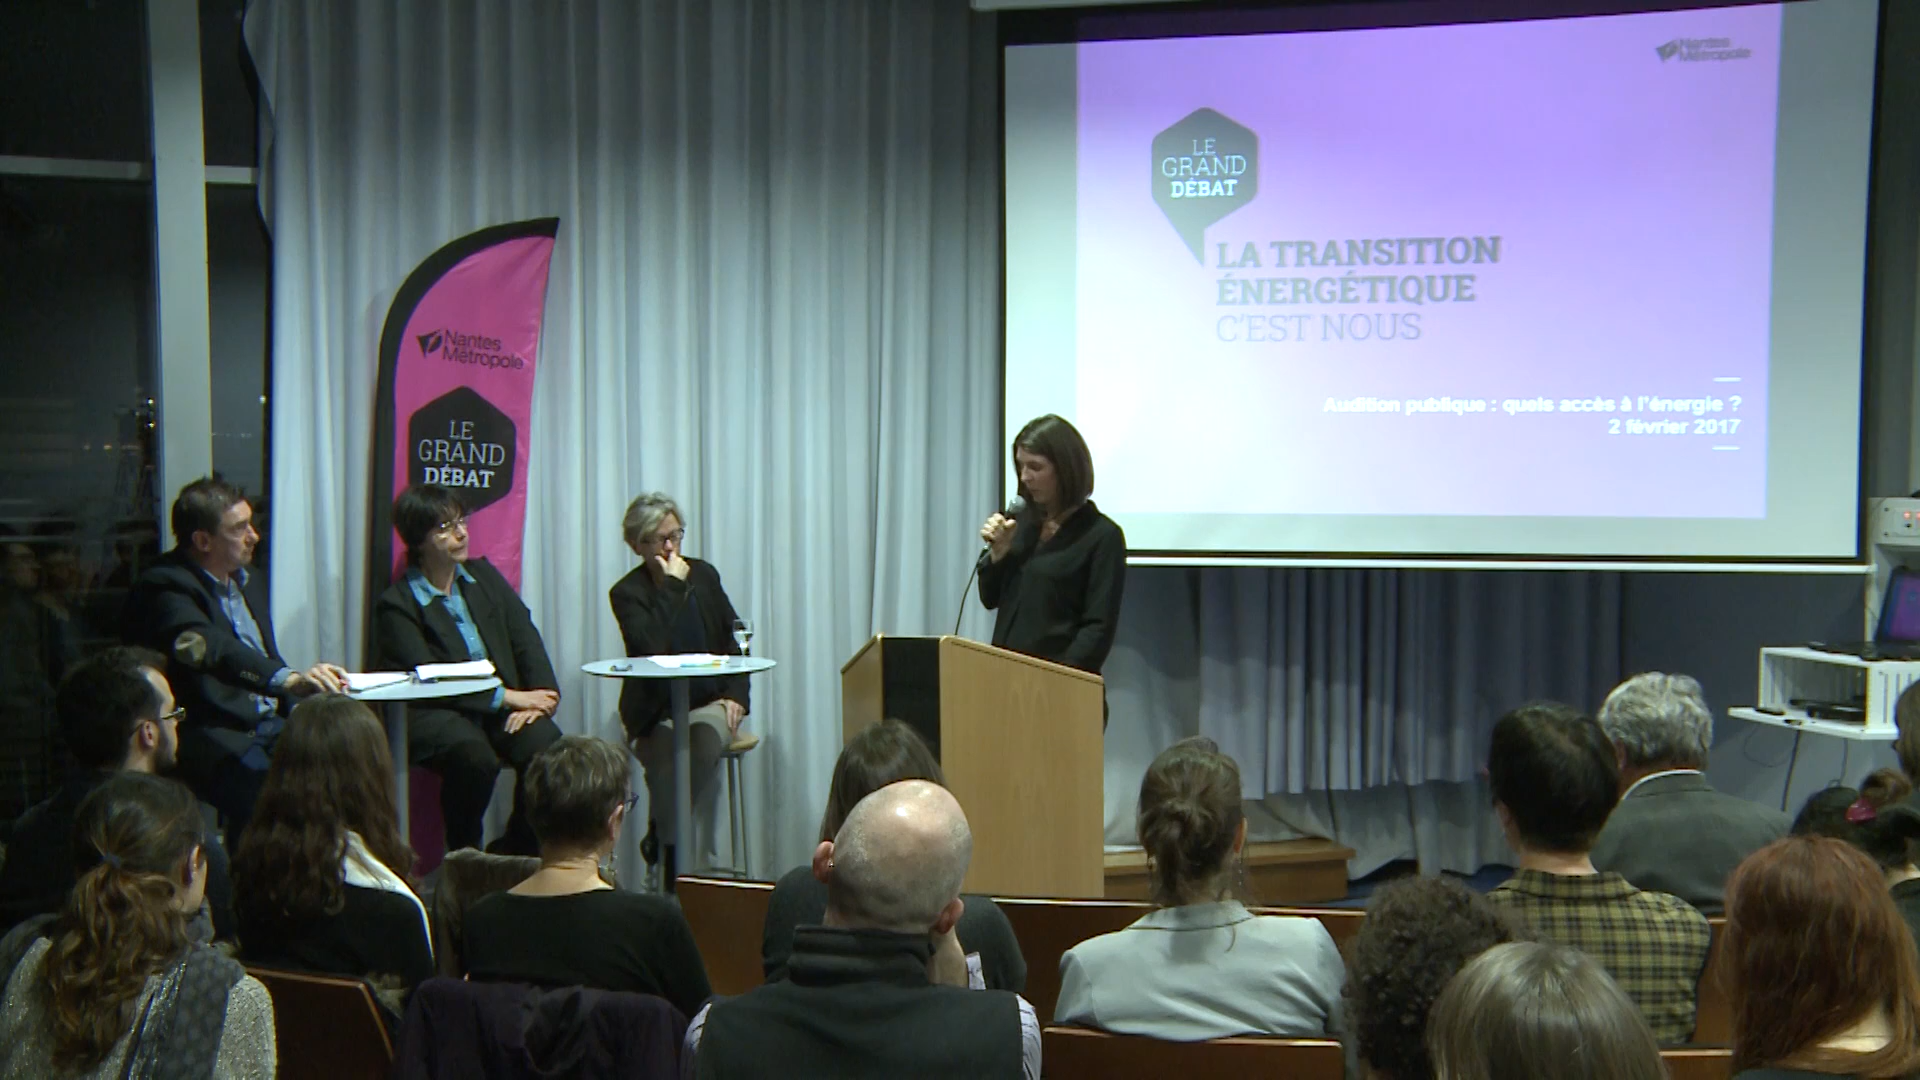 Nantes
Métropole
LE
GRAND
DÉBAT
Nantes
Métropole
LE
GRAND
DÉBAT
LA TRANSITION
ÉNERGÉTIQUE
C'EST NOUS
Audition publique : quels accès à l'énergie ?
2 février 2017